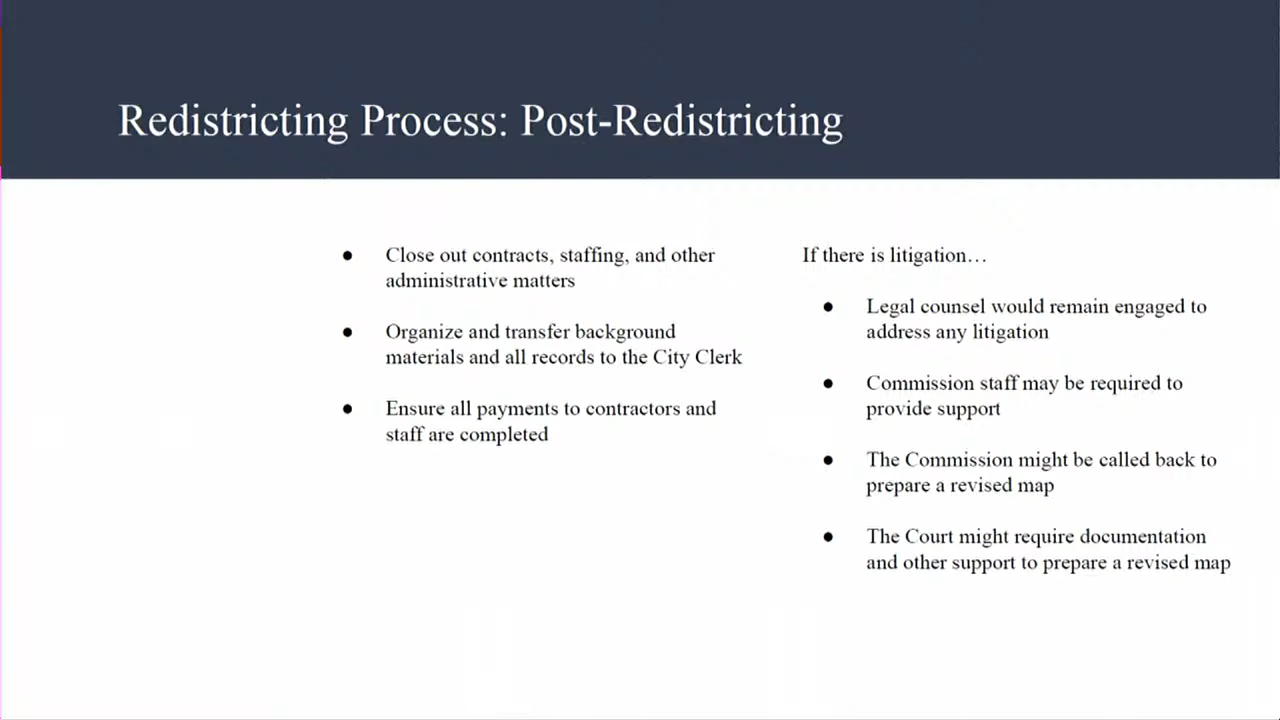 Redistricting Process: Post-Redistricting
● Close out contracts, staffing, and other
administrative matters
● Organize and transfer background
materials and all records to the City Clerk
● Ensure all payments to contractors and
staff are completed
If there is litigation…
● Legal counsel would remain engaged to
address any litigation
● Commission staff may be required to
provide support
● The Commission might be called back to
prepare a revised map
● The Court might require documentation
and other support to prepare a revised map